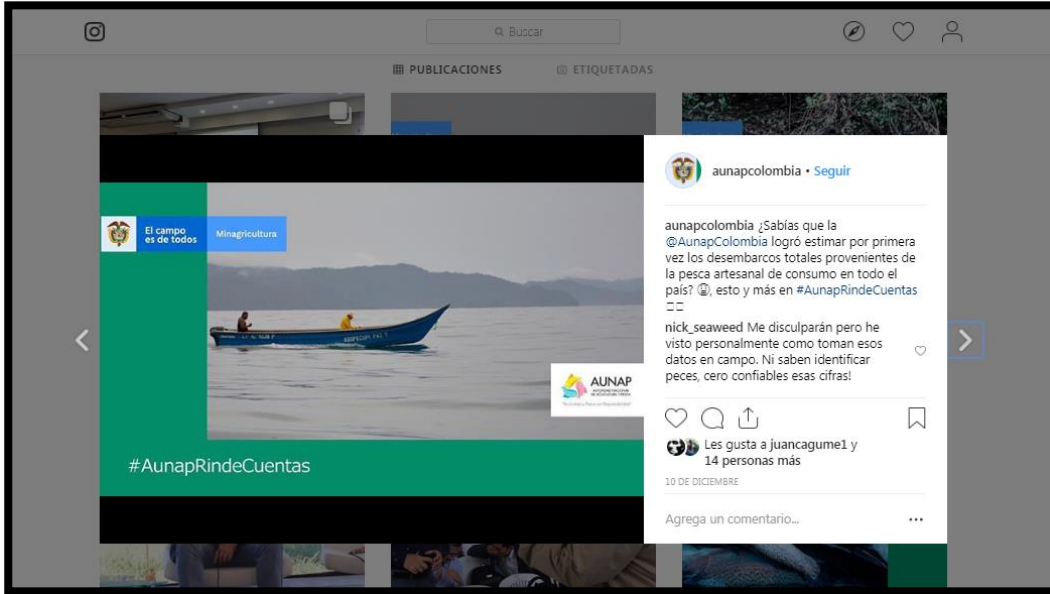 Buscar
PUBLICACIONES
ETIQUETADAS
El campo
es de todos
Minagricultura
AUNAP
#AunapRindeCuentas
aunapcolombia • Seguir
aunapcolombia ¿Sabías que la
@AunapColombia logró estimar por primera
vez los desembarcos totales provenientes de
la pesca artesanal de consumo en todo el
país? , esto y más en #AunapRindeCuentas
nick_seaweed Me disculparán pero he
visto personalmente como toman esos
datos en campo. Ni saben identificar
peces, cero confiables esas cifras!
Les gusta a juancagume1 y
14 personas más
10 DE DICIEMBRE
Agrega un comentario...